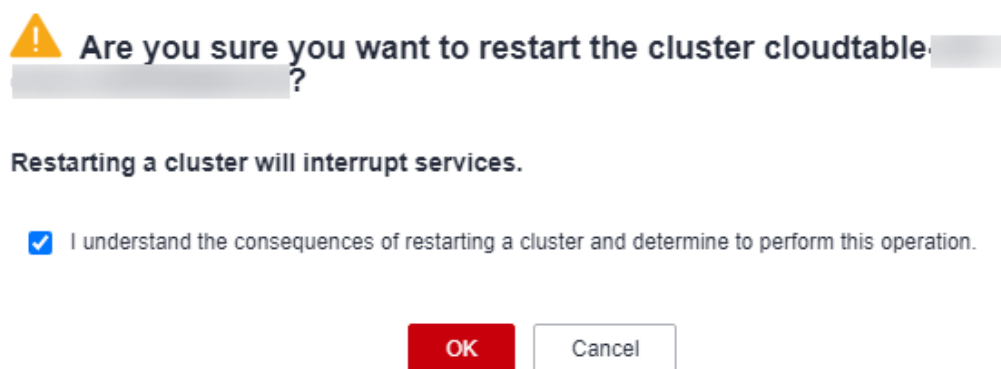 Are you sure you want to restart the cluster cloudtable-
?
Restarting a cluster will interrupt services.
I understand the consequences of restarting a cluster and determine to perform this operation.
OK
Cancel